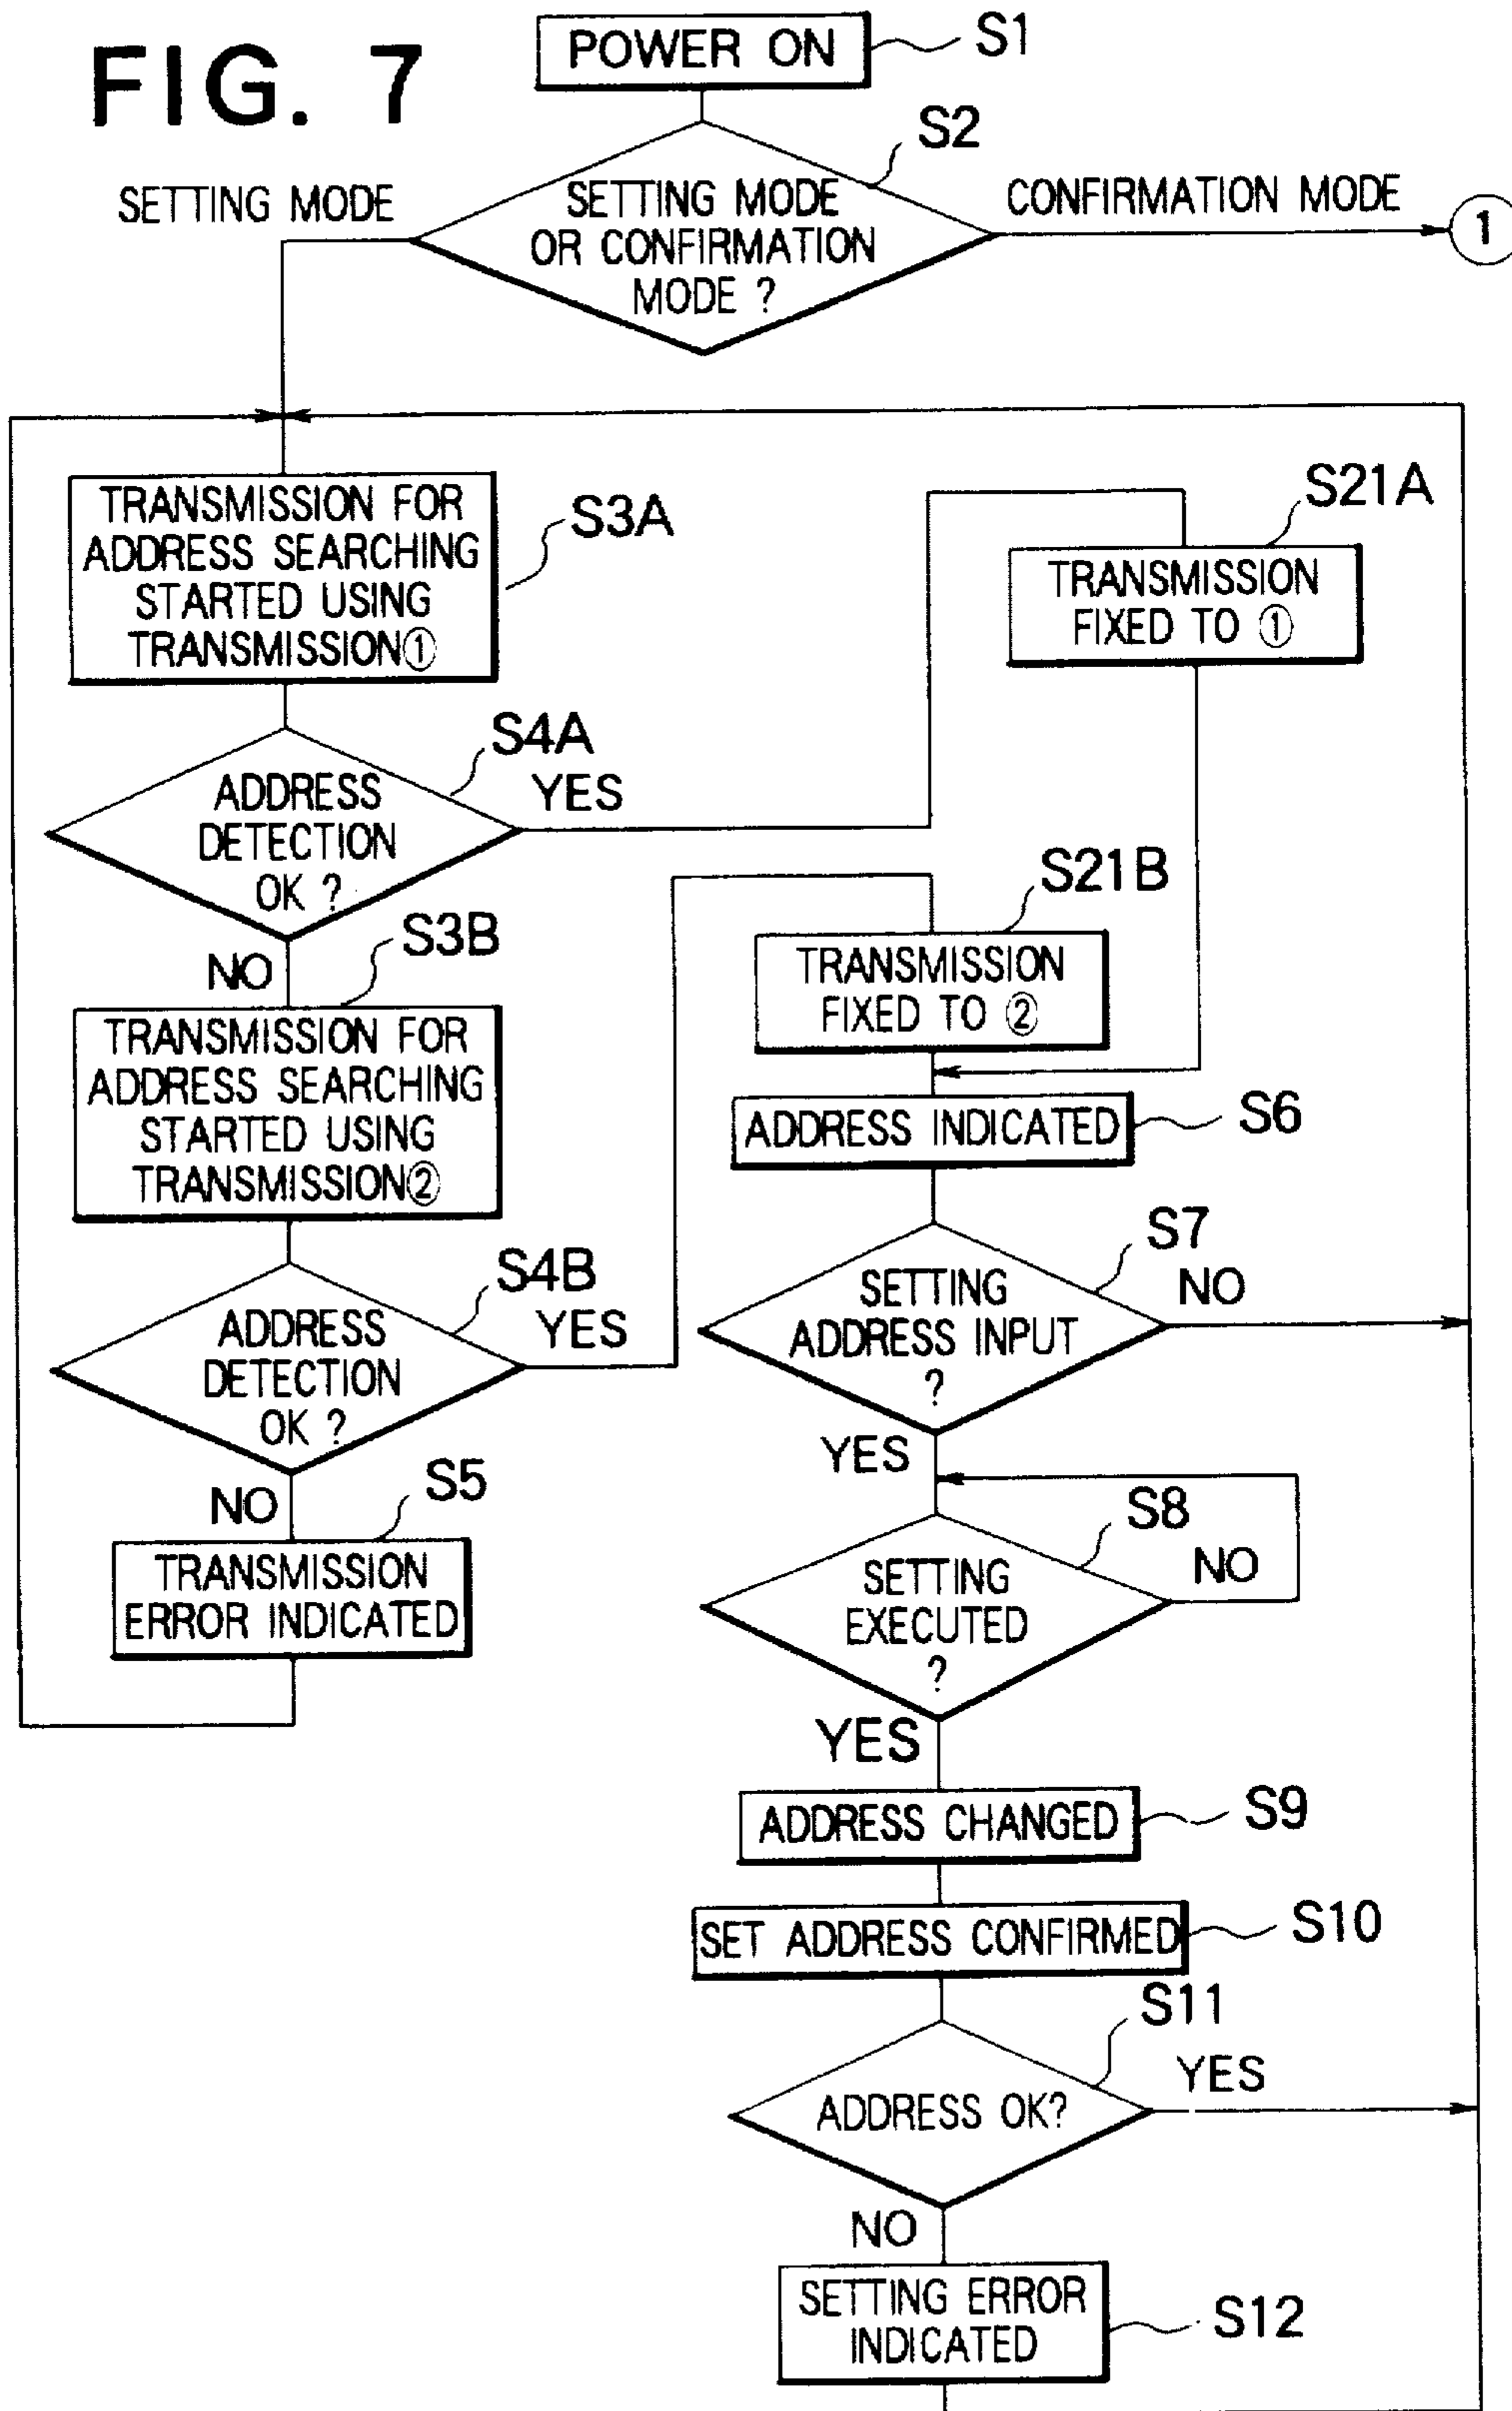 FIG. 7
POWER ON
S1
S2
SETTING MODE
SETTING MODE
OR CONFIRMATION
MODE ?
CONFIRMATION MODE
1
TRANSMISSION FOR
ADDRESS SEARCHING
STARTED USING
TRANSMISSION①
S3A
S21A
TRANSMISSION
FIXED TO ①
S4A
ADDRESS
DETECTION
OK ?
YES
NO
S3B
S21B
TRANSMISSION
FIXED TO ②
TRANSMISSION FOR
ADDRESS SEARCHING
STARTED USING
TRANSMISSION②
ADDRESS INDICATED
S6
S4B
ADDRESS
DETECTION
OK ?
YES
S7
SETTING
ADDRESS INPUT
?
NO
YES
NO
S5
TRANSMISSION
ERROR INDICATED
S8
SETTING
EXECUTED
?
NO
YES
ADDRESS CHANGED
S9
SET ADDRESS CONFIRMED
S10
S11
ADDRESS OK?
YES
NO
SETTING ERROR
INDICATED
S12